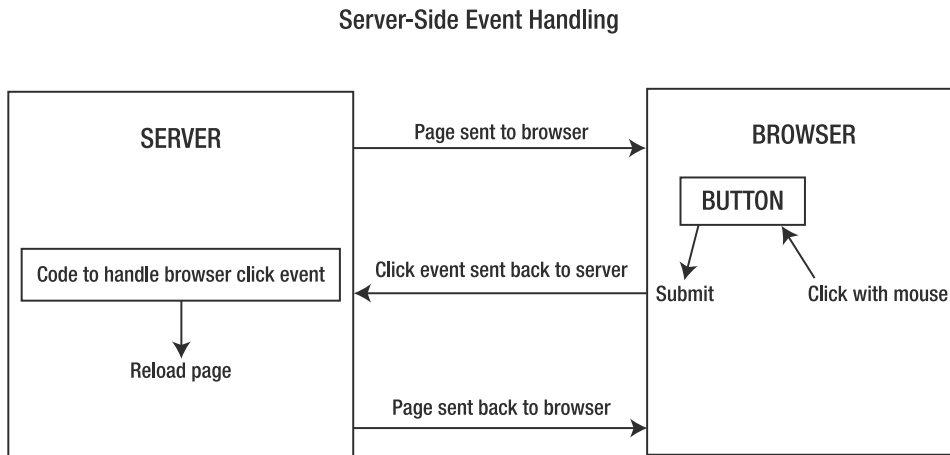 Server-Side Event Handling
SERVER
Page sent to browser
BROWSER
BUTTON
Code to handle browser click event
Click event sent back to server
Submit
Click with mouse
Reload page
Page sent back to browser